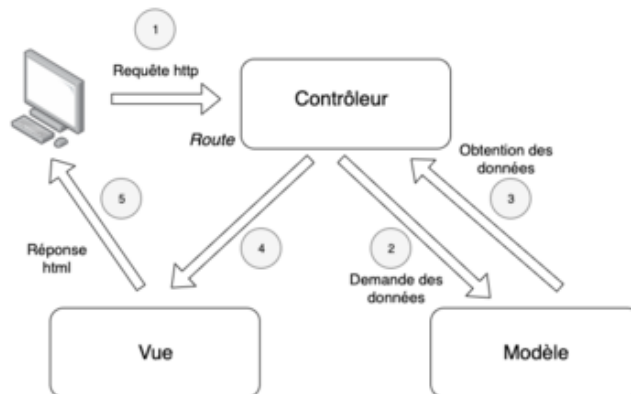 1
Requête http
Contrôleur
Route
Obtention des
données
3
5
4
2
Réponse
html
Demande des
données
Vue
Modèle